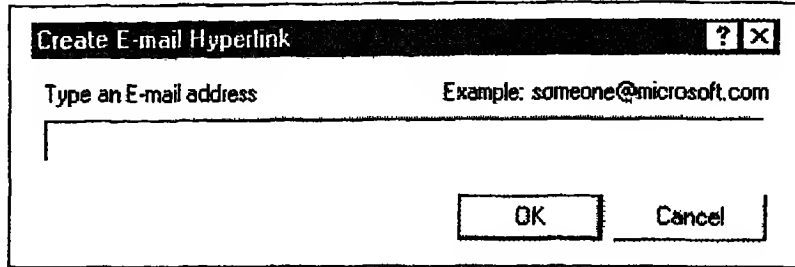 Create E-mail Hyperlink ? X
Type an E-mail address Example: someone@microsoft.com
OK Cancel